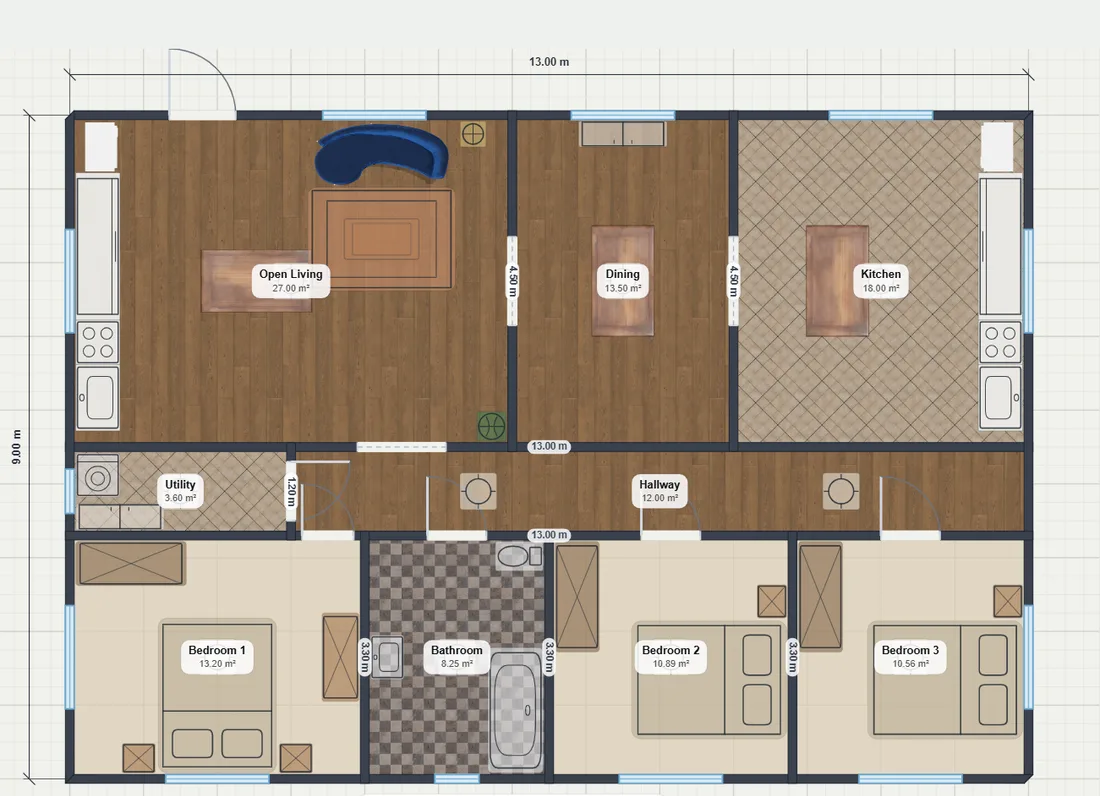 13.00 m
9.00 m
Open Living
27.00 m²
4.50 m
Dining
13.50 m²
4.50 m
Kitchen
18.00 m²
13.00 m
Utility
3.60 m²
1.20 m
Hallway
12.00 m²
13.00 m
Bedroom 1
13.20 m²
3.30 m
Bathroom
8.25 m²
3.30 m
Bedroom 2
10.89 m²
3.30 m
Bedroom 3
10.56 m²